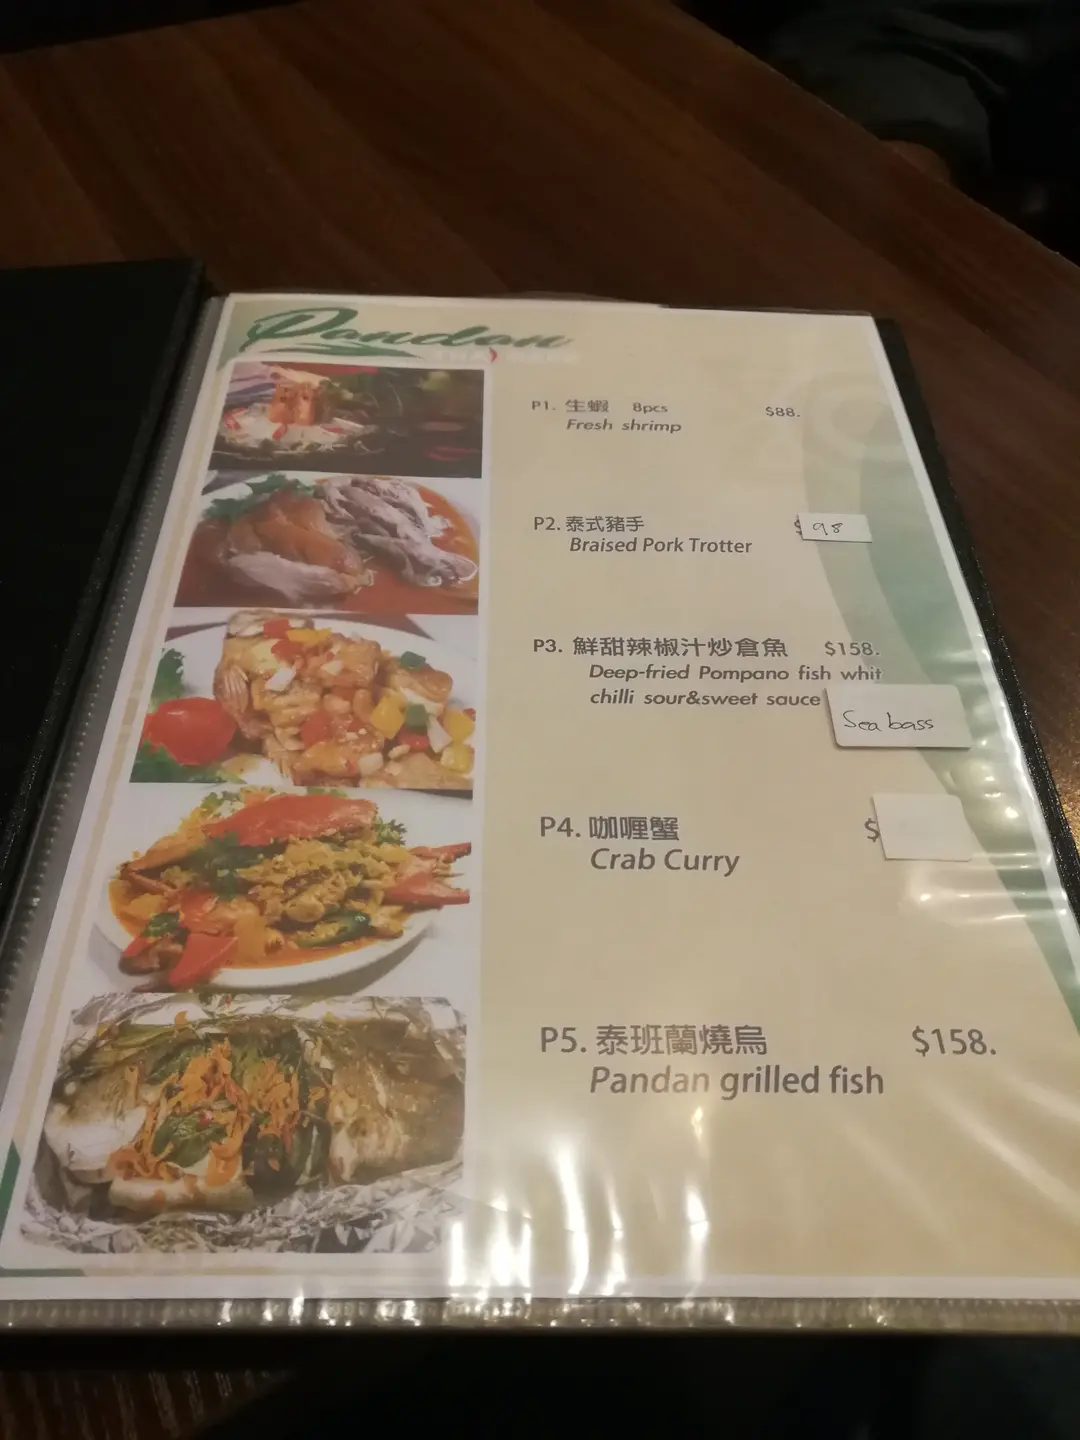 Pandan
P1. 生蝦 8pcs $88.
Fresh shrimp
P2. 泰式豬手 $ 98
Braised Pork Trotter
P3. 鮮甜辣椒汁炒倉魚 $158.
Deep-fried Pompano fish whit
chilli sour&sweet sauce
Sea bass
P4. 咖喱蟹 $
Crab Curry
P5. 泰班蘭燒烏 $158.
Pandan grilled fish